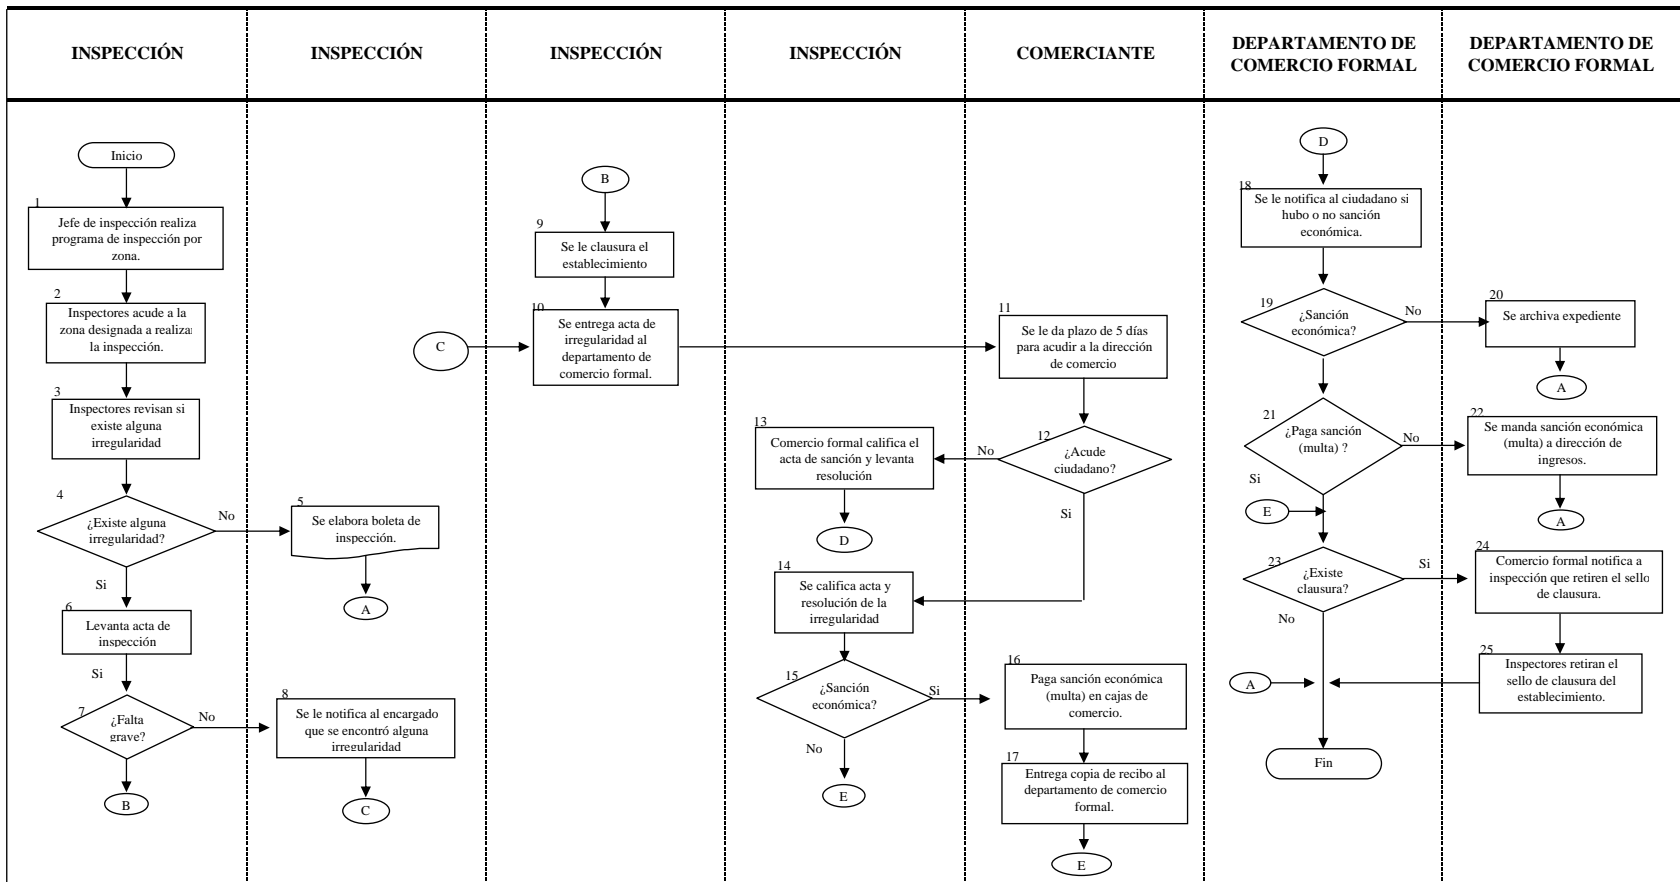 INSPECCIÓN
INSPECCIÓN
INSPECCIÓN
INSPECCIÓN
COMERCIANTE
DEPARTAMENTO DE
COMERCIO FORMAL
DEPARTAMENTO DE
COMERCIO FORMAL
Inicio
1
Jefe de inspección realiza
programa de inspección por
zona.
2
Inspectores acude a la
zona designada a realizar
la inspección.
3
Inspectores revisan si
existe alguna
irregularidad
4
¿Existe alguna
irregularidad?
No
Si
6
Levanta acta de
inspección
Si
7
¿Falta
grave?
No
B
5
Se elabora boleta de
inspección.
A
8
Se le notifica al encargado
que se encontró alguna
irregularidad
C
C
B
9
Se le clausura el
establecimiento
10
Se entrega acta de
irregularidad al
departamento de
comercio formal.
13
Comercio formal califica el
acta de sanción y levanta
resolución
D
14
Se califica acta y
resolución de la
irregularidad
15
¿Sanción
económica?
Si
No
E
11
Se le da plazo de 5 días
para acudir a la dirección
de comercio
12
¿Acude
ciudadano?
No
Si
16
Paga sanción económica
(multa) en cajas de
comercio.
17
Entrega copia de recibo al
departamento de comercio
formal.
E
D
18
Se le notifica al ciudadano si
hubo o no sanción
económica.
19
¿Sanción
económica?
No
21
¿Paga sanción
(multa) ?
No
Si
E
23
¿Existe
clausura?
Si
No
A
Fin
20
Se archiva expediente
A
22
Se manda sanción económica
(multa) a dirección de
ingresos.
A
24
Comercio formal notifica a
inspección que retiren el sello
de clausura.
25
Inspectores retiran el
sello de clausura del
establecimiento.